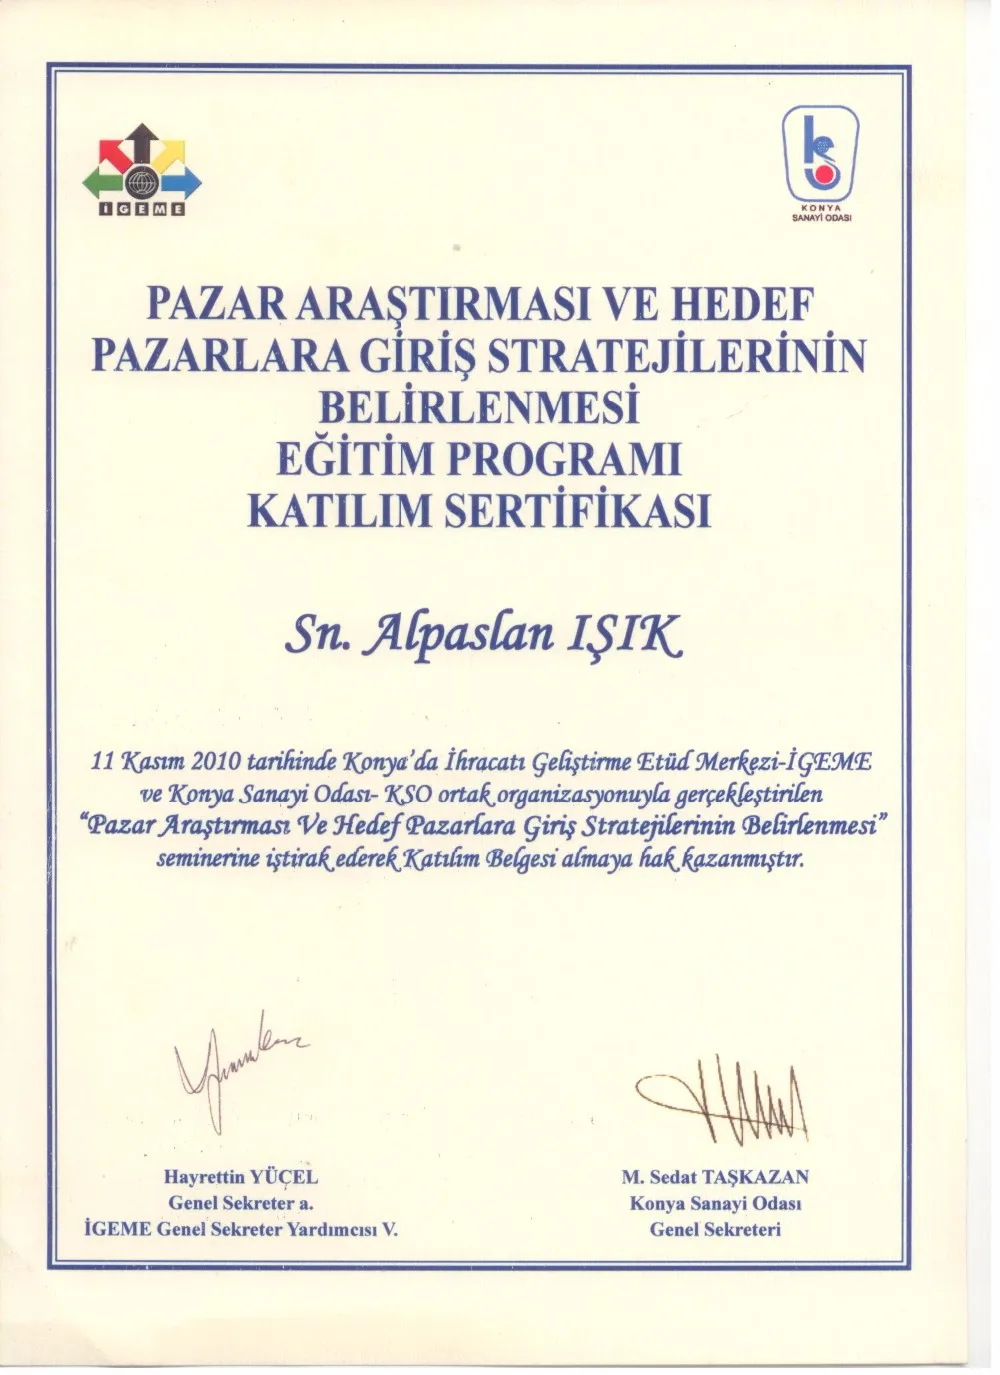 İGEME
KONYA
SANAYİ ODASI
PAZAR ARAŞTIRMASI VE HEDEF
PAZARLARA GİRİŞ STRATEJİLERİNİN
BELİRLENMESİ
EĞİTİM PROGRAMI
KATILIM SERTİFİKASI
Sn. Alpaslan IŞIK
11 Kasım 2010 tarihinde Konya'da İhracatı Geliştirme Etüd Merkezi-İGEME
ve Konya Sanayi Odası- KSO ortak organizasyonuyla gerçekleştirilen
“Pazar Araştırması Ve Hedef Pazarlara Giriş Stratejilerinin Belirlenmesi”
seminerine iştirak ederek Katılım Belgesi almaya hak kazanmıştır.
Hayrettin YÜCEL
Genel Sekreter a.
İGEME Genel Sekreter Yardımcısı V.
M. Sedat TAŞKAZAN
Konya Sanayi Odası
Genel Sekreteri